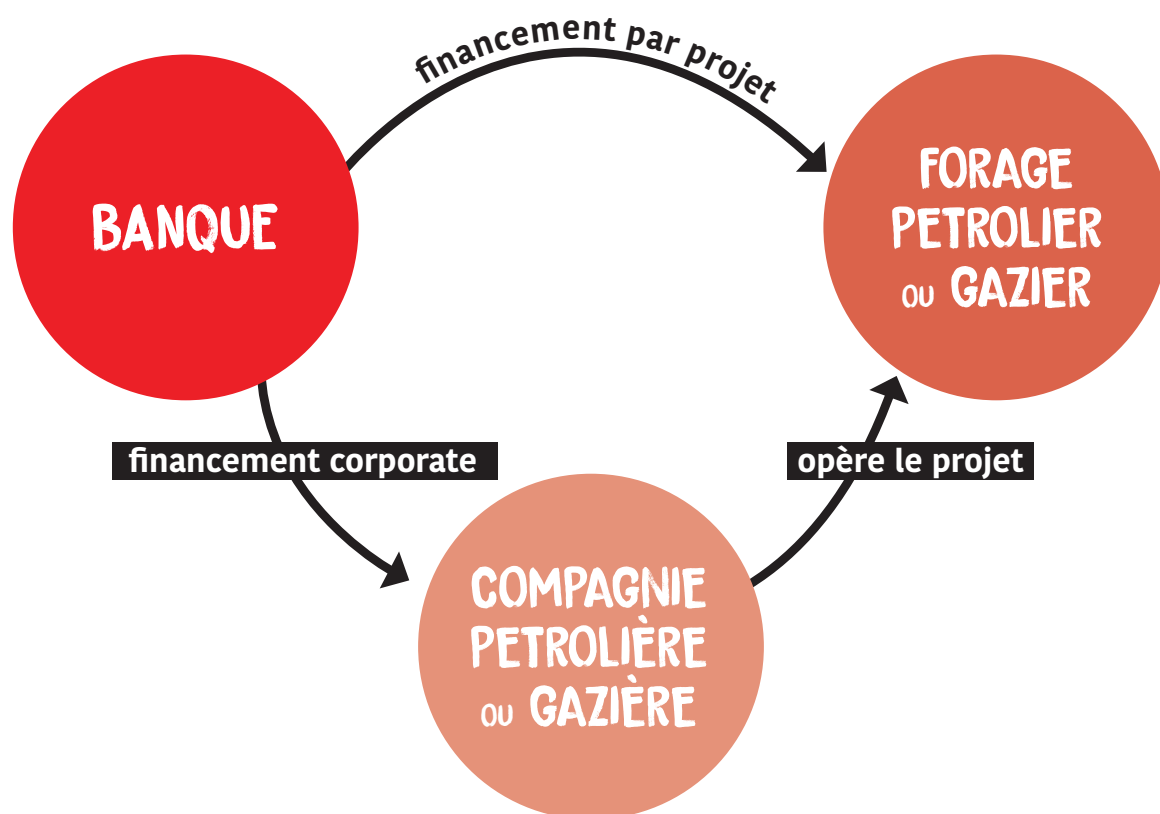 financement par projet
BANQUE
FORAGE
PETROLIER
OU GAZIER
financement corporate
opère le projet
COMPAGNIE
PETROLIÈRE
OU GAZIÈRE